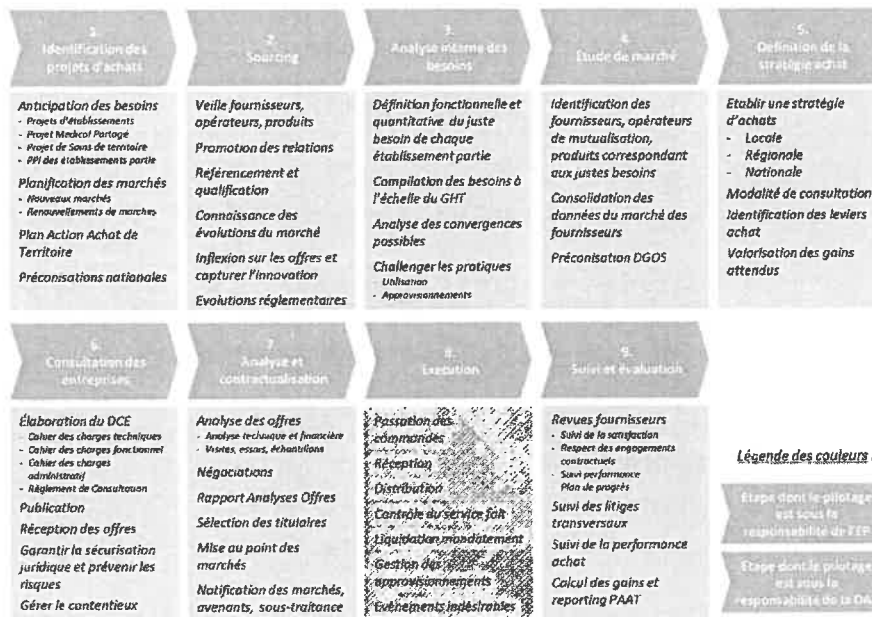 1.
Identification des
projets d'achats
Anticipation des besoins
- Projets d'établissements
- Projet Medical Partagé
- Projet de Soins de territoire
- PPI des établissements partie
Planification des marchés
- Nouveaux marchés
- Renouvellements de marches
Plan Action Achat de
Territoire
Préconisations nationales
2.
Sourcing
Veille fournisseurs,
opérateurs, produits
Promotion des relations
Référencement et
qualification
Connaissance des
évolutions du marché
Inflexion sur les offres et
capturer l'innovation
Evolutions réglementaires
3.
Analyse interne des
besoins
Définition fonctionnelle et
quantitative du juste
besoin de chaque
établissement partie
Compilation des besoins à
l'échelle du GHT
Analyse des convergences
possibles
Challenger les pratiques
- Utilisation
- Approvisionnements
4.
Etude de marché
Identification des
fournisseurs, opérateurs
de mutualisation,
produits correspondant
aux justes besoins
Consolidation des
données du marché des
fournisseurs
Préconisation DGOS
5.
Définition de la
stratégie achat
Etablir une stratégie
d'achats
- Locale
- Régionale
- Nationale
Modalité de consultation
Identification des leviers
achat
Valorisation des gains
attendus
6.
Consultation des
entreprises
Élaboration du DCE
- Cahier des charges techniques
- Cahier des charges fonctionnel
- Cahier des charges
administratif
- Règlement de Consultation
Publication
Réception des offres
Garantir la sécurisation
juridique et prévenir les
risques
Gérer le contentieux
7.
Analyse et
contractualisation
Analyse des offres
- Analyse technique et financière
- Visites, essais, échantillons
Négociations
Rapport Analyses Offres
Sélection des titulaires
Mise au point des
marchés
Notification des marchés,
avenants, sous-traitance
8.
Execution
Passation des
commandes
Réception
Distribution
Contrôle du service fait
Liquidation mandatement
Gestion des
approvisionnements
Evènements indésirables
9.
Suivi et évaluation
Revues fournisseurs
- Suivi de la satisfaction
- Respect des engagements
contractuels
- Suivi performance
Plan de progrès
Suivi des litiges
transversaux
Suivi de la performance
achat
Calcul des gains et
reporting PAAT
Légende des couleurs :
Etape dont le pilotage
est sous la
responsabilité de l'EP
Etape dont le pilotage
est sous la
responsabilité de la DA